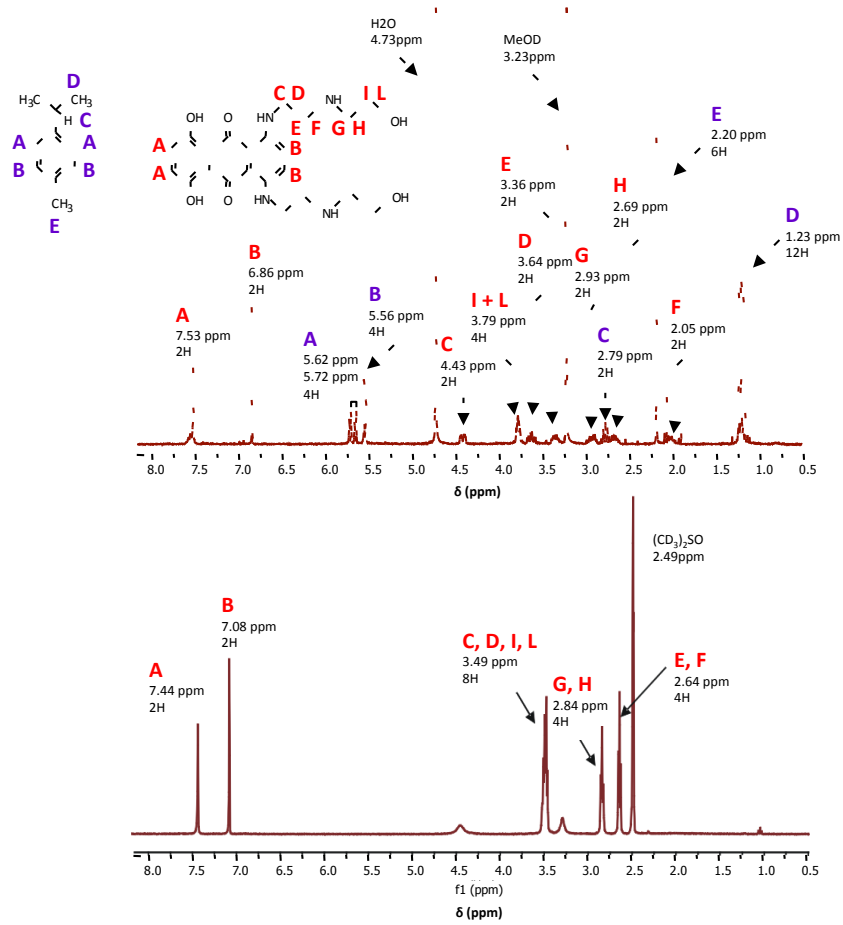 H2O
4.73ppm
MeOD
3.23ppm
D
H₃C
CH₃
H
C
A
A
B
B
CH₃
E
C D
NH
I L
OH
O
HN
OH
E F
G H
A
B
A
B
OH
O
HN
NH
OH
E
2.20 ppm
6H
E
3.36 ppm
2H
H
2.69 ppm
2H
D
1.23 ppm
12H
B
6.86 ppm
2H
D
3.64 ppm
2H
G
2.93 ppm
2H
B
5.56 ppm
4H
I + L
3.79 ppm
4H
F
2.05 ppm
2H
A
7.53 ppm
2H
A
5.62 ppm
5.72 ppm
4H
C
4.43 ppm
2H
C
2.79 ppm
2H
8.0 7.5 7.0 6.5 6.0 5.5 5.0 4.5 4.0 3.5 3.0 2.5 2.0 1.5 1.0 0.5
δ (ppm)
(CD₃)₂SO
2.49ppm
B
7.08 ppm
2H
A
7.44 ppm
2H
C, D, I, L
3.49 ppm
8H
G, H
2.84 ppm
4H
E, F
2.64 ppm
4H
8.0 7.5 7.0 6.5 6.0 5.5 5.0 4.5 4.0 3.5 3.0 2.5 2.0 1.5 1.0 0.5
f1 (ppm)
δ (ppm)